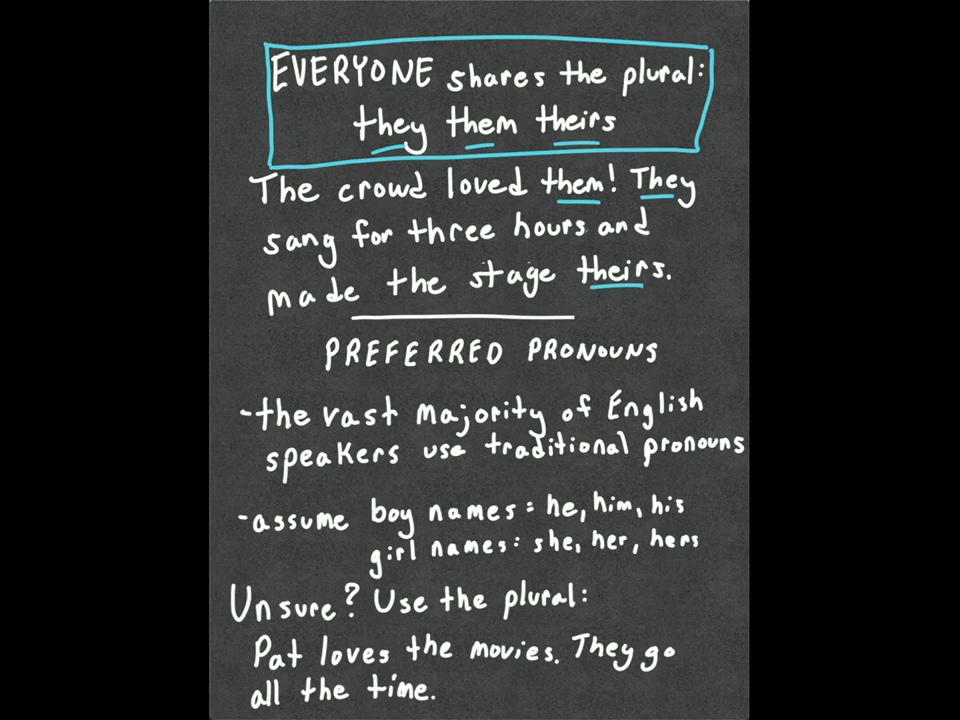 EVERYONE shares the plural:
they them theirs
The crowd loved them! They
sang for three hours and
made the stage theirs.
PREFERRED PRONOUNS
-the vast majority of English
speakers use traditional pronouns
-assume boy names: he, him, his
girl names: she, her, hers
Unsure? Use the plural:
Pat loves the movies. They go
all the time.